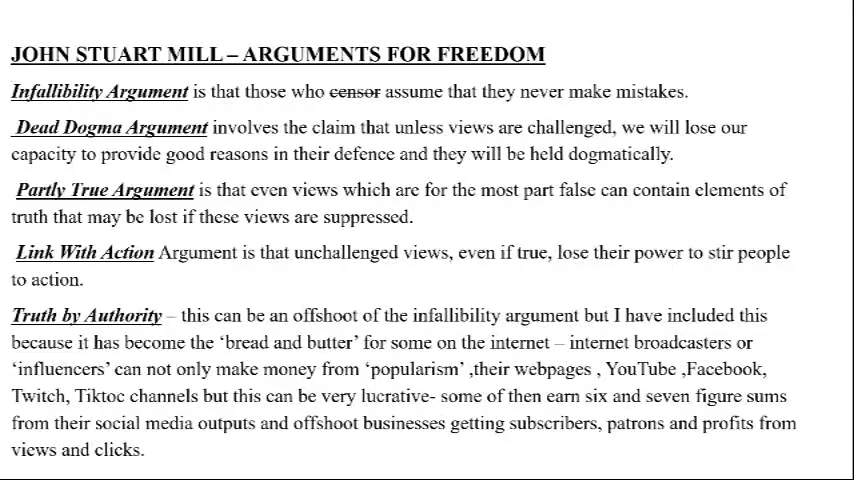 JOHN STUART MILL – ARGUMENTS FOR FREEDOM
Infallibility Argument is that those who censor assume that they never make mistakes.
Dead Dogma Argument involves the claim that unless views are challenged, we will lose our
capacity to provide good reasons in their defence and they will be held dogmatically.
Partly True Argument is that even views which are for the most part false can contain elements of
truth that may be lost if these views are suppressed.
Link With Action Argument is that unchallenged views, even if true, lose their power to stir people
to action.
Truth by Authority – this can be an offshoot of the infallibility argument but I have included this
because it has become the ‘bread and butter’ for some on the internet – internet broadcasters or
‘influencers’ can not only make money from ‘popularism’ ,their webpages , YouTube ,Facebook,
Twitch, Tiktoc channels but this can be very lucrative- some of then earn six and seven figure sums
from their social media outputs and offshoot businesses getting subscribers, patrons and profits from
views and clicks.